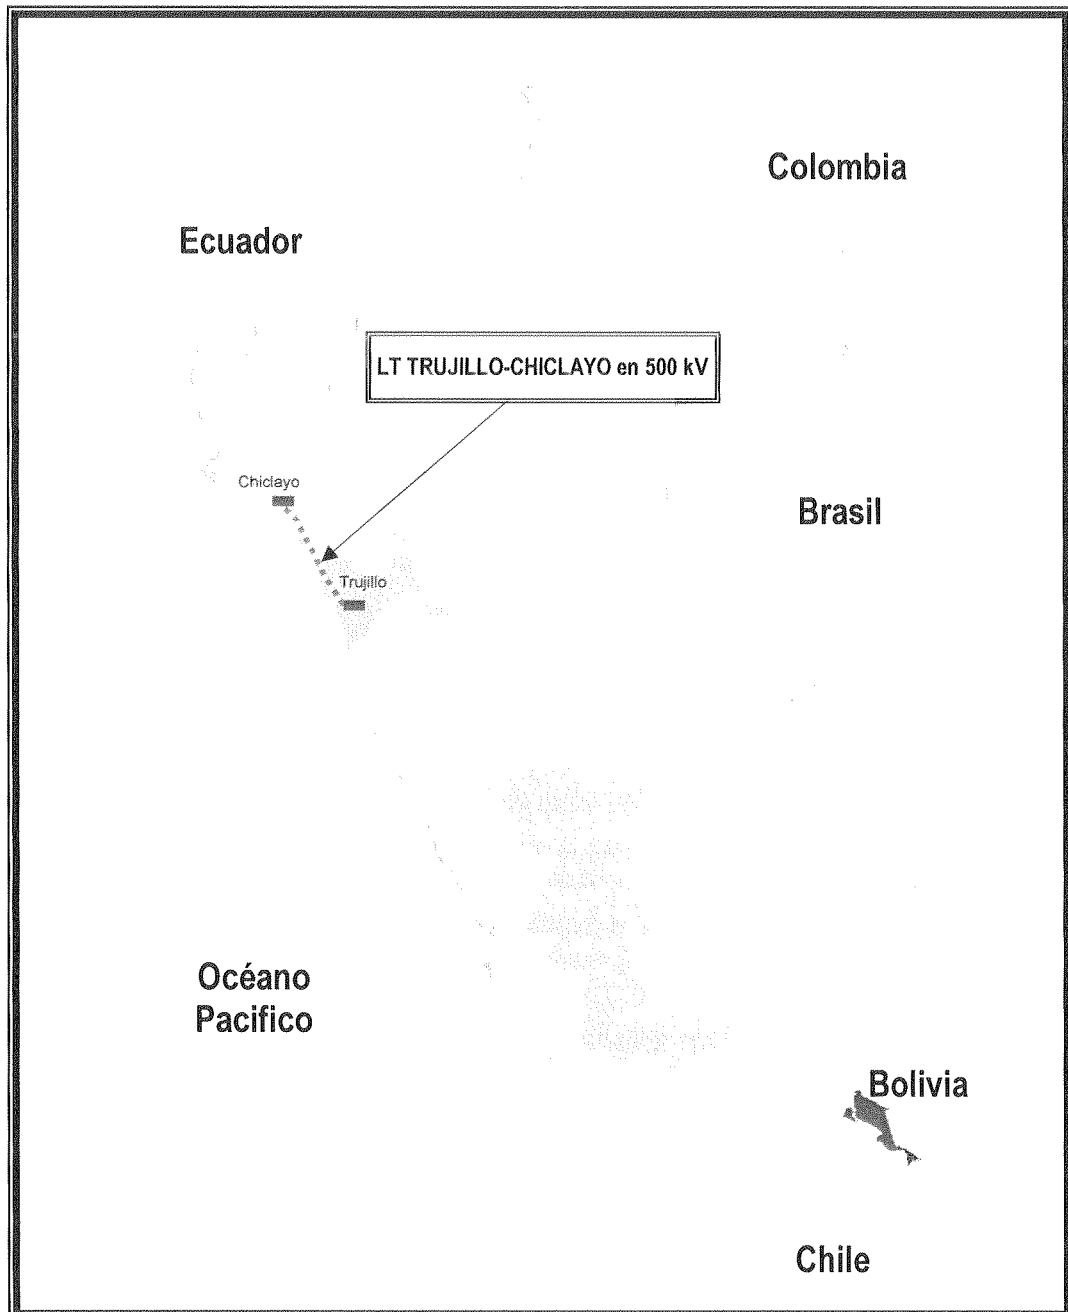 Colombia
Ecuador
LT TRUJILLO-CHICLAYO en 500 kV
Chiclayo
Brasil
Trujillo
Océano
Pacifico
Bolivia
Chile